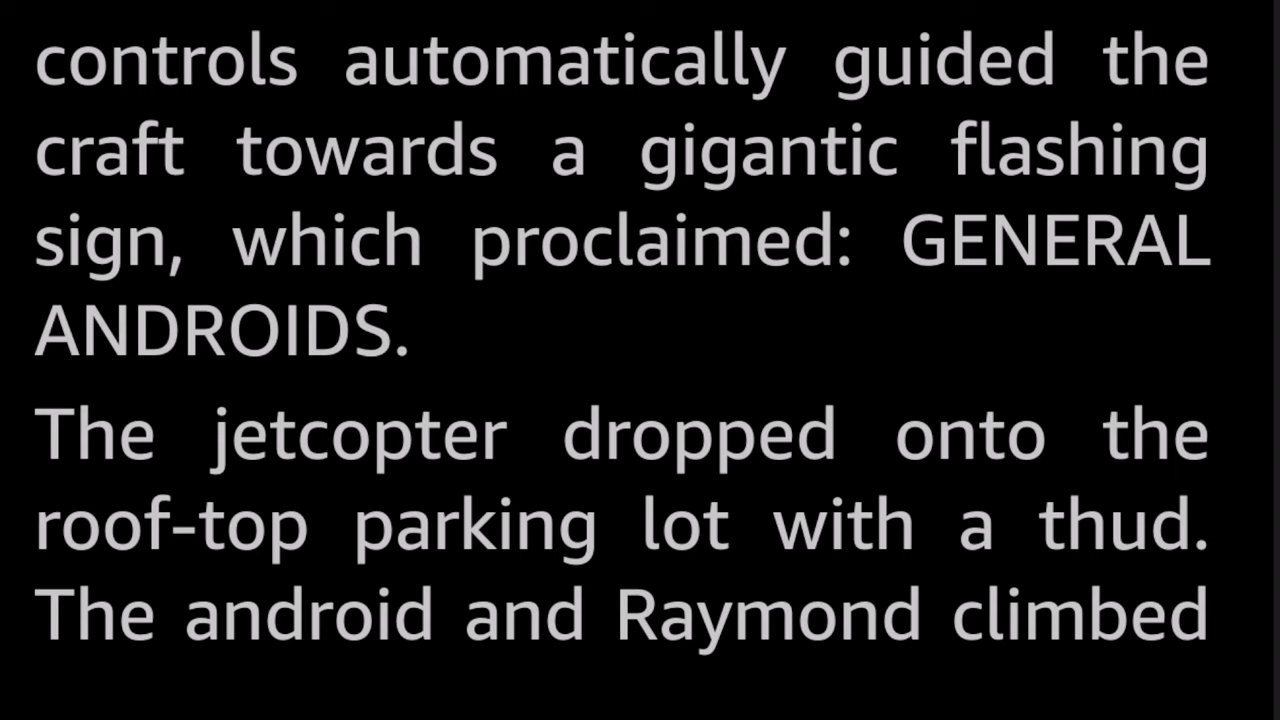 controls automatically guided the
craft towards a gigantic flashing
sign, which proclaimed: GENERAL
ANDROIDS.
The jetcopter dropped onto the
roof-top parking lot with a thud.
The android and Raymond climbed